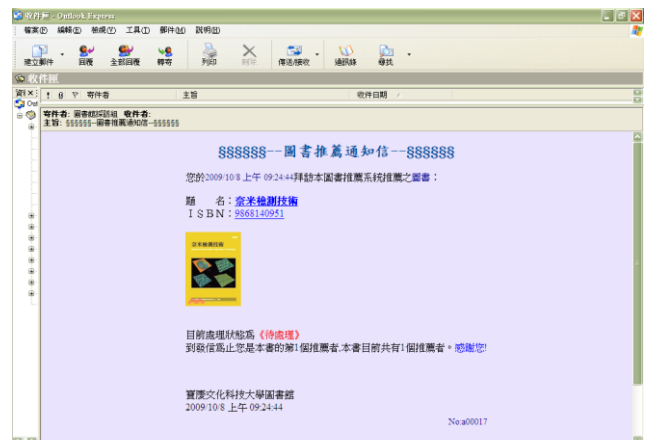 收件匣 - Outlook Express
檔案(F) 編輯(E) 檢視(V) 工具(T) 郵件(M) 說明(H)
建立郵件 回覆 全部回覆 轉寄 列印 刪除 傳送/接收 通訊錄 尋找
收件匣
! 寄件者 主旨 收件日期
Out
寄件者: 圖書館採訪組 收件者:
主旨: §§§§§§--圖書推薦通知信--§§§§§§
§§§§§§--圖書推薦通知信--§§§§§§
您於2009/10/8 上午 09:24:44拜訪本圖書推薦系統推薦之圖書：
題 名：奈米檢測技術
ISBN：9868140951
奈米檢測技術
目前處理狀態為《待處理》
到發信為止您是本書的第1個推薦者.本書目前共有1個推薦者。感謝您!
寶慶文化科技大學圖書館
2009/10/8 上午 09:24:44
No:a00017